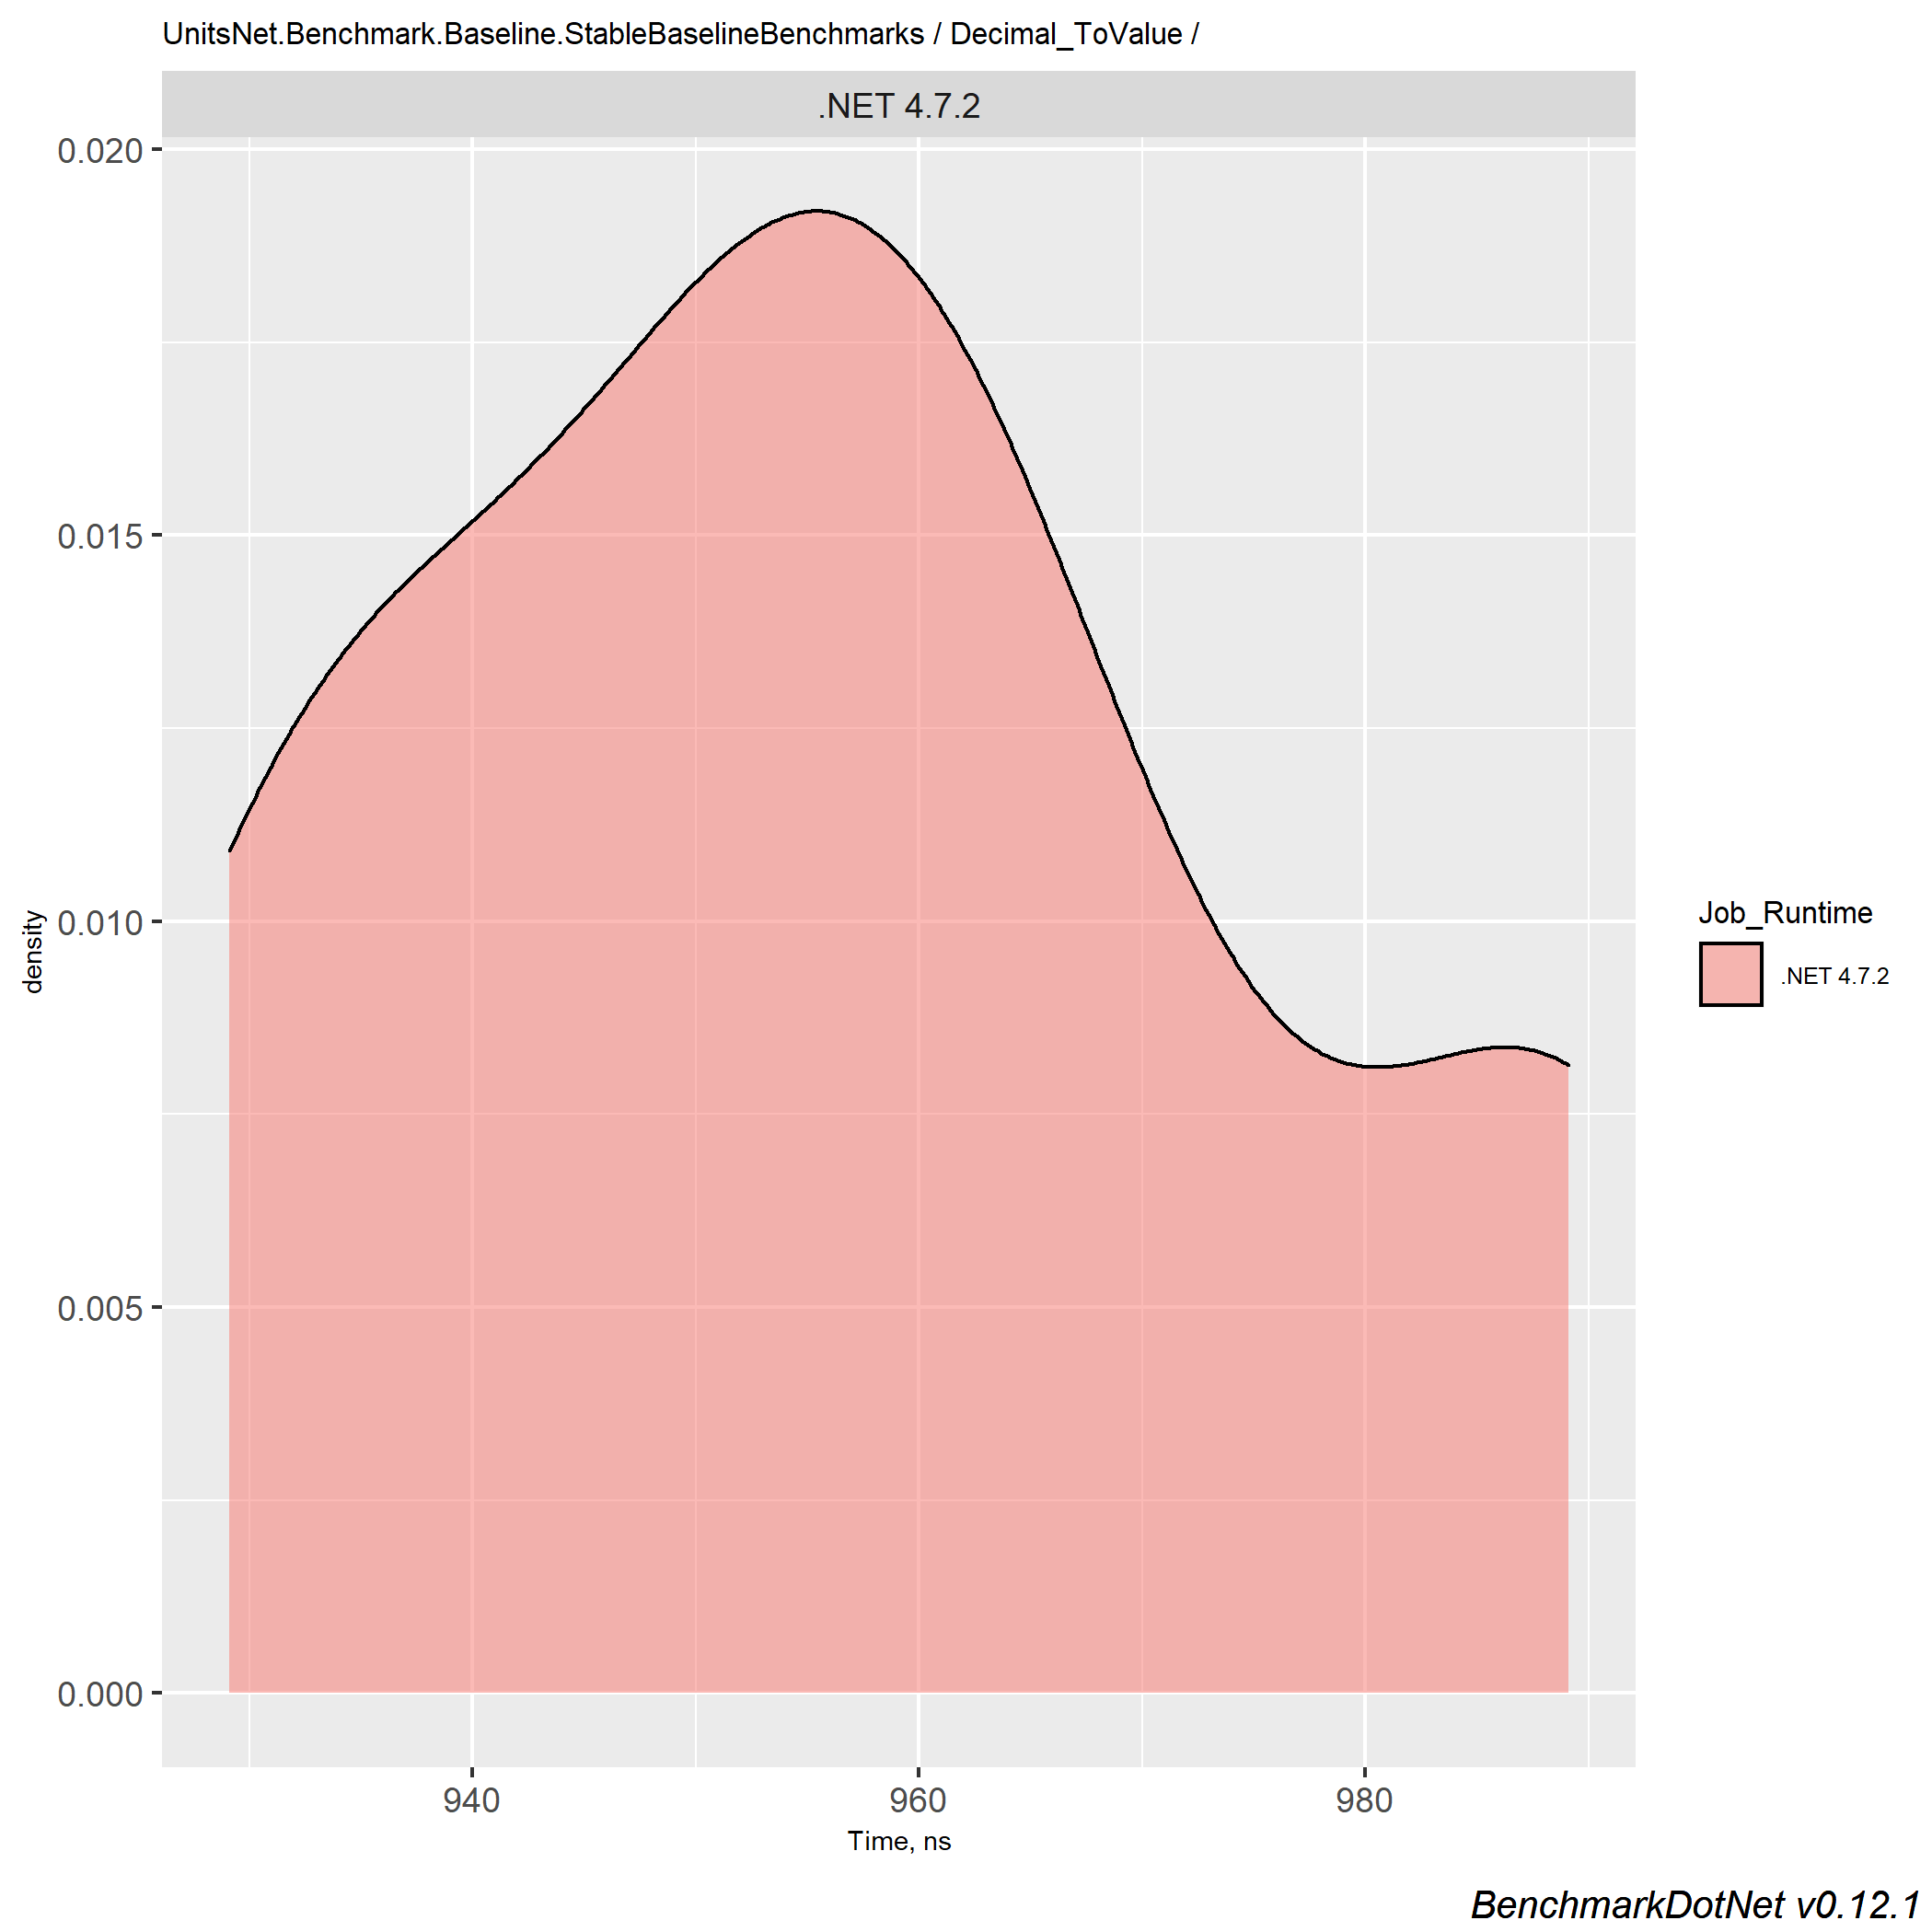 UnitsNet.Benchmark.Baseline.StableBaselineBenchmarks / Decimal_ToValue /
.NET 4.7.2
0.020
0.015
0.010
0.005
0.000
density
940 960 980
Time, ns
Job_Runtime
.NET 4.7.2
BenchmarkDotNet v0.12.1